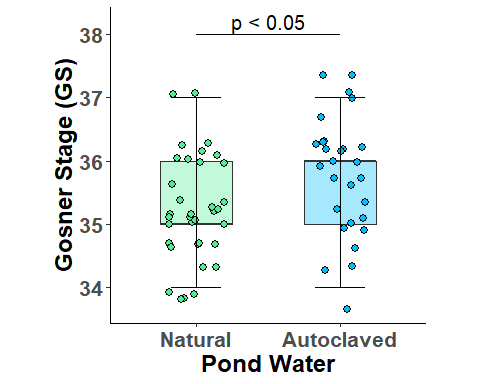 p < 0.05
38
37
36
35
34
Gosner Stage (GS)
Natural Autoclaved
Pond Water